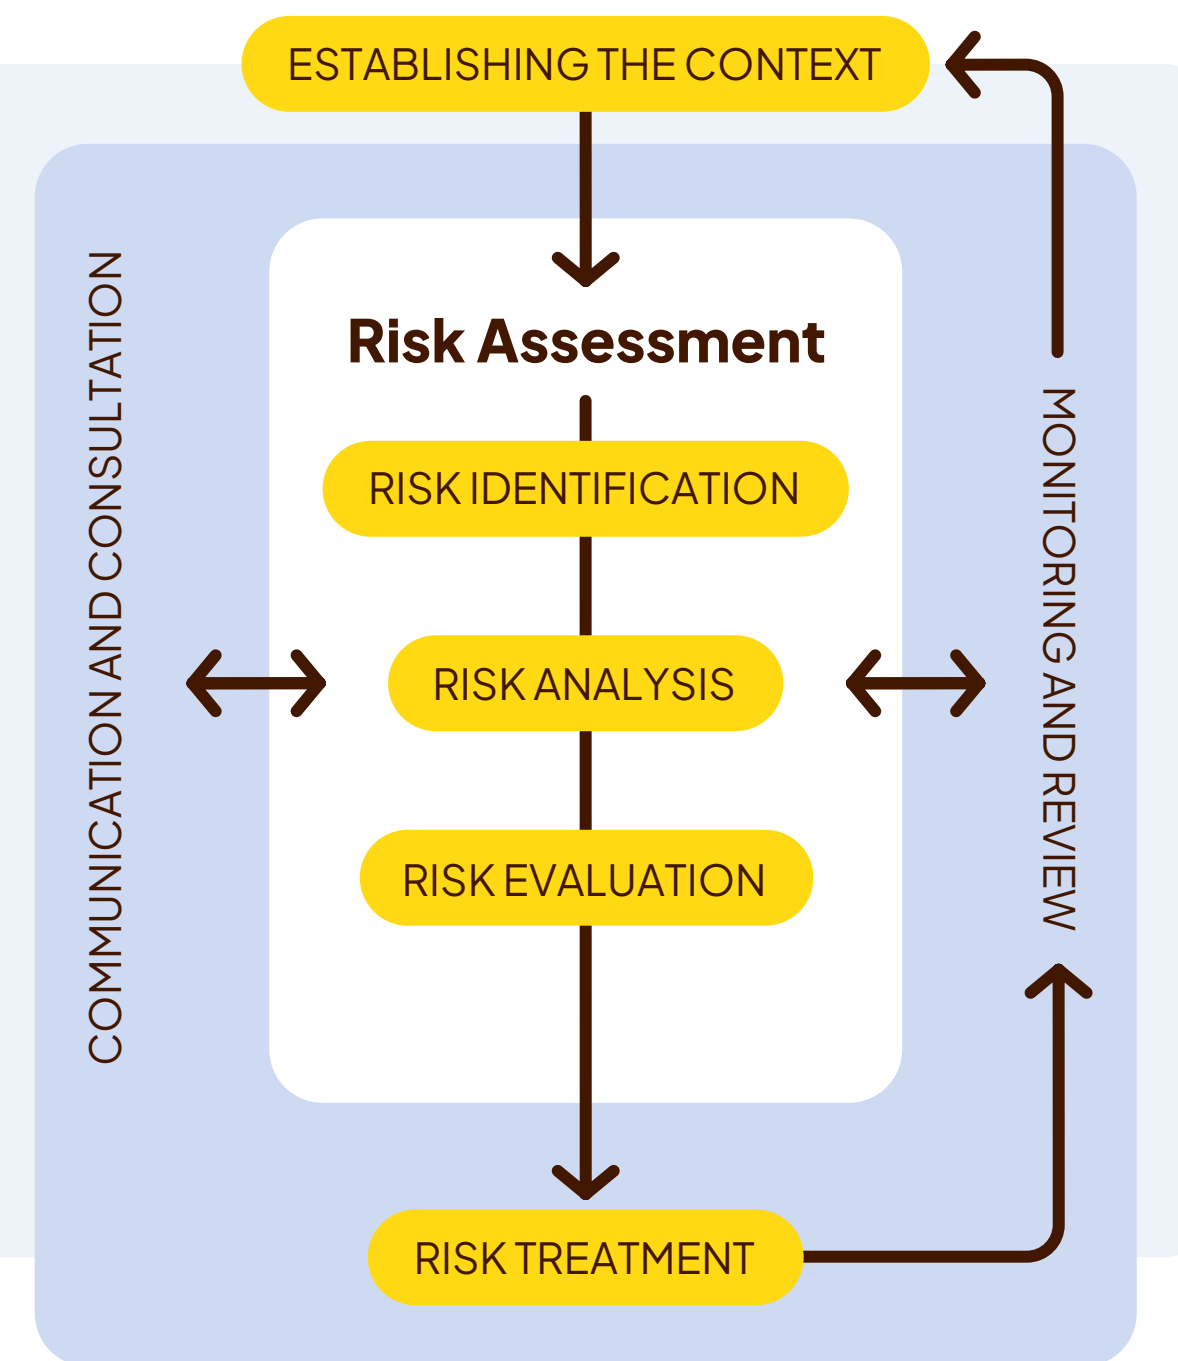 ESTABLISHING THE CONTEXT
COMMUNICATION AND CONSULTATION
Risk Assessment
RISK IDENTIFICATION
RISK ANALYSIS
RISK EVALUATION
MONITORING AND REVIEW
RISK TREATMENT